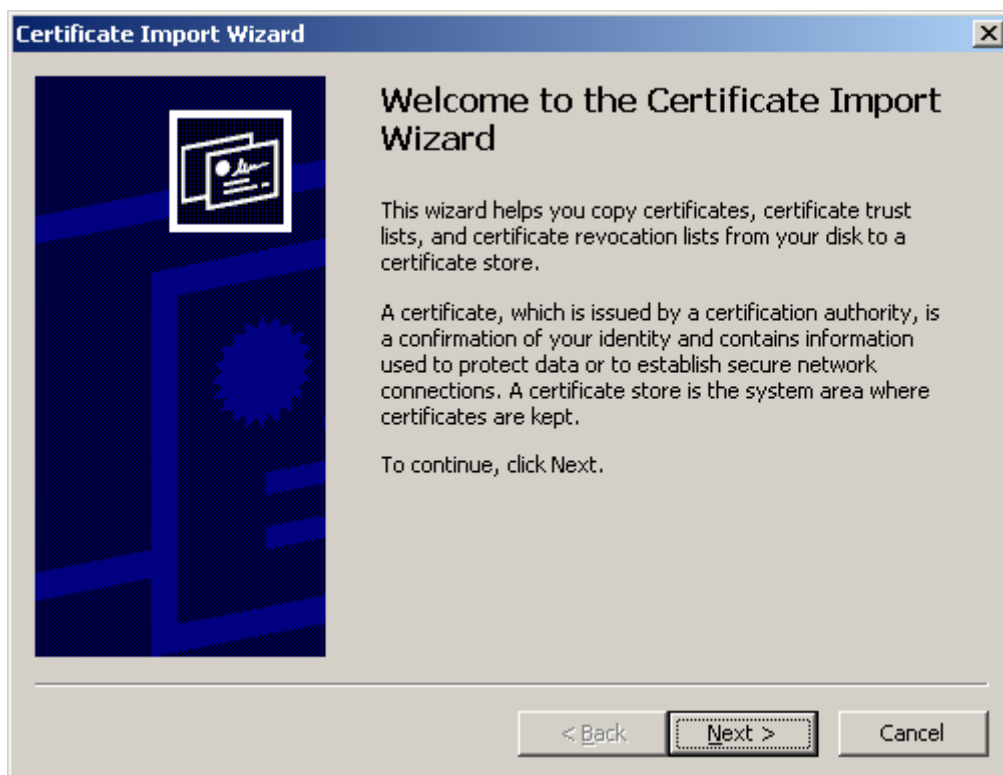 Certificate Import Wizard
Welcome to the Certificate Import
Wizard
This wizard helps you copy certificates, certificate trust
lists, and certificate revocation lists from your disk to a
certificate store.
A certificate, which is issued by a certification authority, is
a confirmation of your identity and contains information
used to protect data or to establish secure network
connections. A certificate store is the system area where
certificates are kept.
To continue, click Next.
< Back
Next >
Cancel